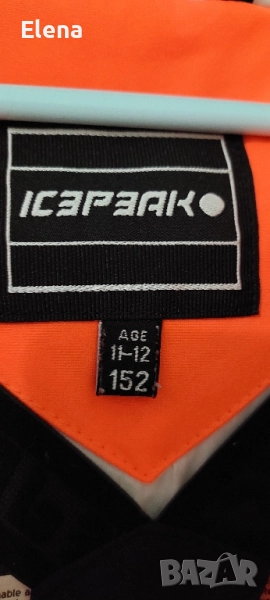 Elena
ICEPEAK
AGE
11-12
152
BAZAR